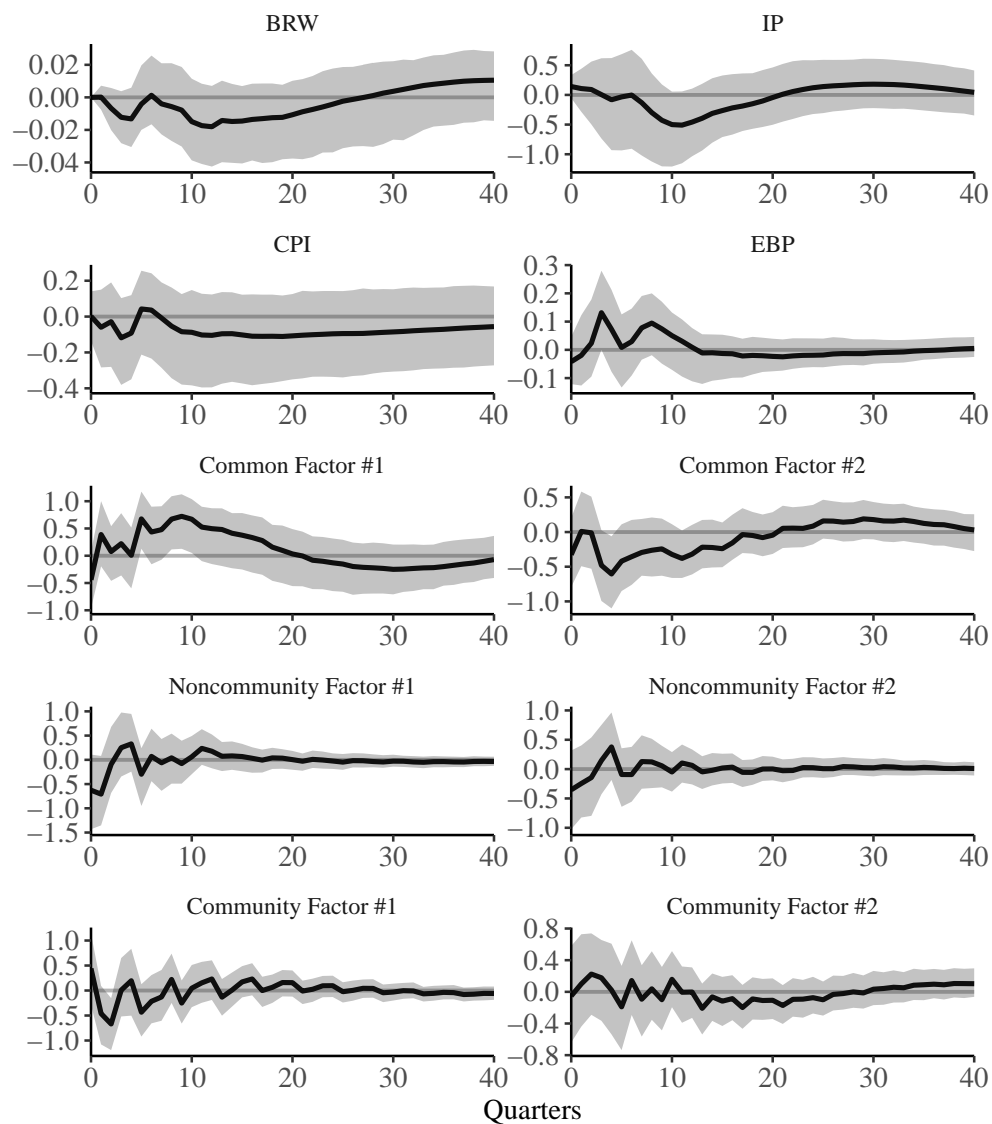 BRW
IP
0.02
0.00
−0.02
−0.04
0 10 20 30 40
0.5
0.0
−0.5
−1.0
0 10 20 30 40
CPI
EBP
0.2
0.0
−0.2
−0.4
0 10 20 30 40
0.3
0.2
0.1
0.0
−0.1
0 10 20 30 40
Common Factor #1
Common Factor #2
1.0
0.5
0.0
−0.5
−1.0
0 10 20 30 40
0.5
0.0
−0.5
−1.0
0 10 20 30 40
Noncommunity Factor #1
Noncommunity Factor #2
1.0
0.5
0.0
−0.5
−1.0
−1.5
0 10 20 30 40
1.0
0.5
0.0
−0.5
−1.0
0 10 20 30 40
Community Factor #1
Community Factor #2
1.0
0.5
0.0
−0.5
−1.0
0 10 20 30 40
0.8
0.4
0.0
−0.4
−0.8
0 10 20 30 40
Quarters